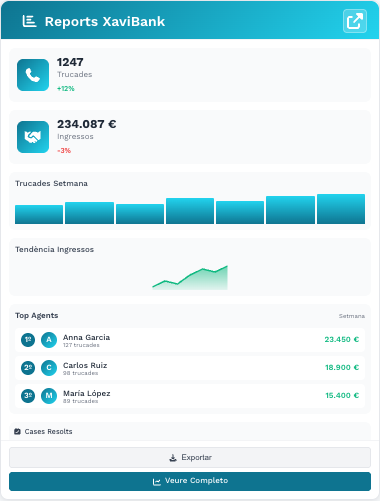 Reports XaviBank
1247
Trucades
+12%
234.087 €
Ingressos
-3%
Trucades Setmana
Tendència Ingressos
Top Agents
Setmana
1º
A
Anna García
127 trucades
23.450 €
2º
C
Carlos Ruiz
98 trucades
18.900 €
3º
M
María López
89 trucades
15.400 €
Cases Resolts
Exportar
Veure Completo